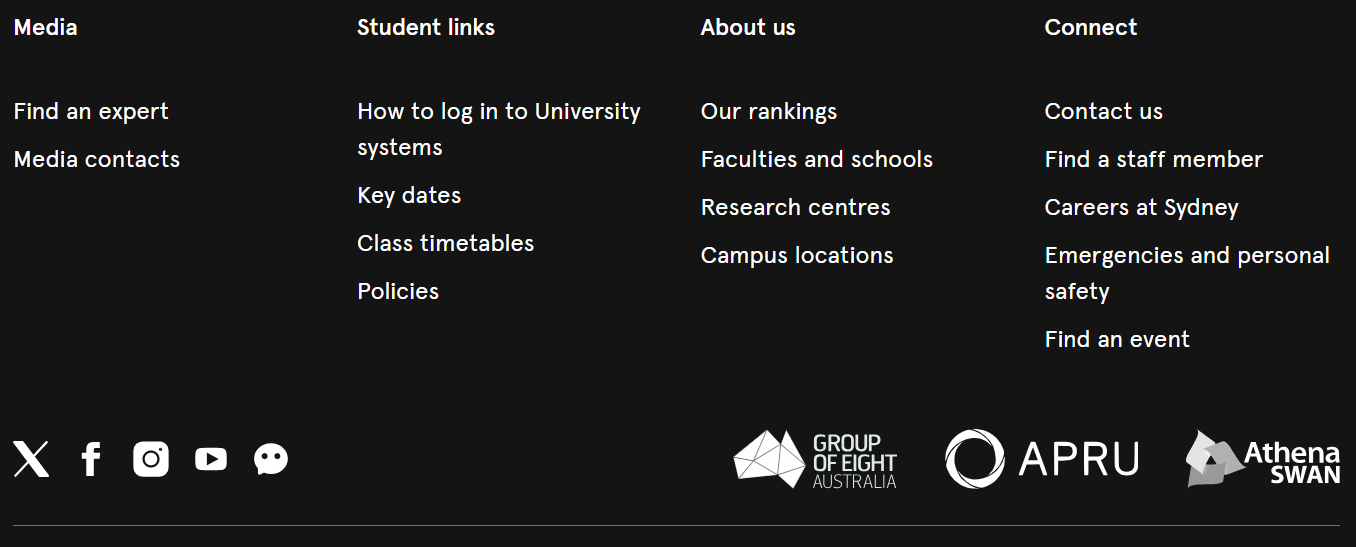 Media
Find an expert
Media contacts
Student links
How to log in to University
systems
Key dates
Class timetables
Policies
About us
Our rankings
Faculties and schools
Research centres
Campus locations
Connect
Contact us
Find a staff member
Careers at Sydney
Emergencies and personal
safety
Find an event
GROUP
OF EIGHT
AUSTRALIA
APRU
Athena
SWAN